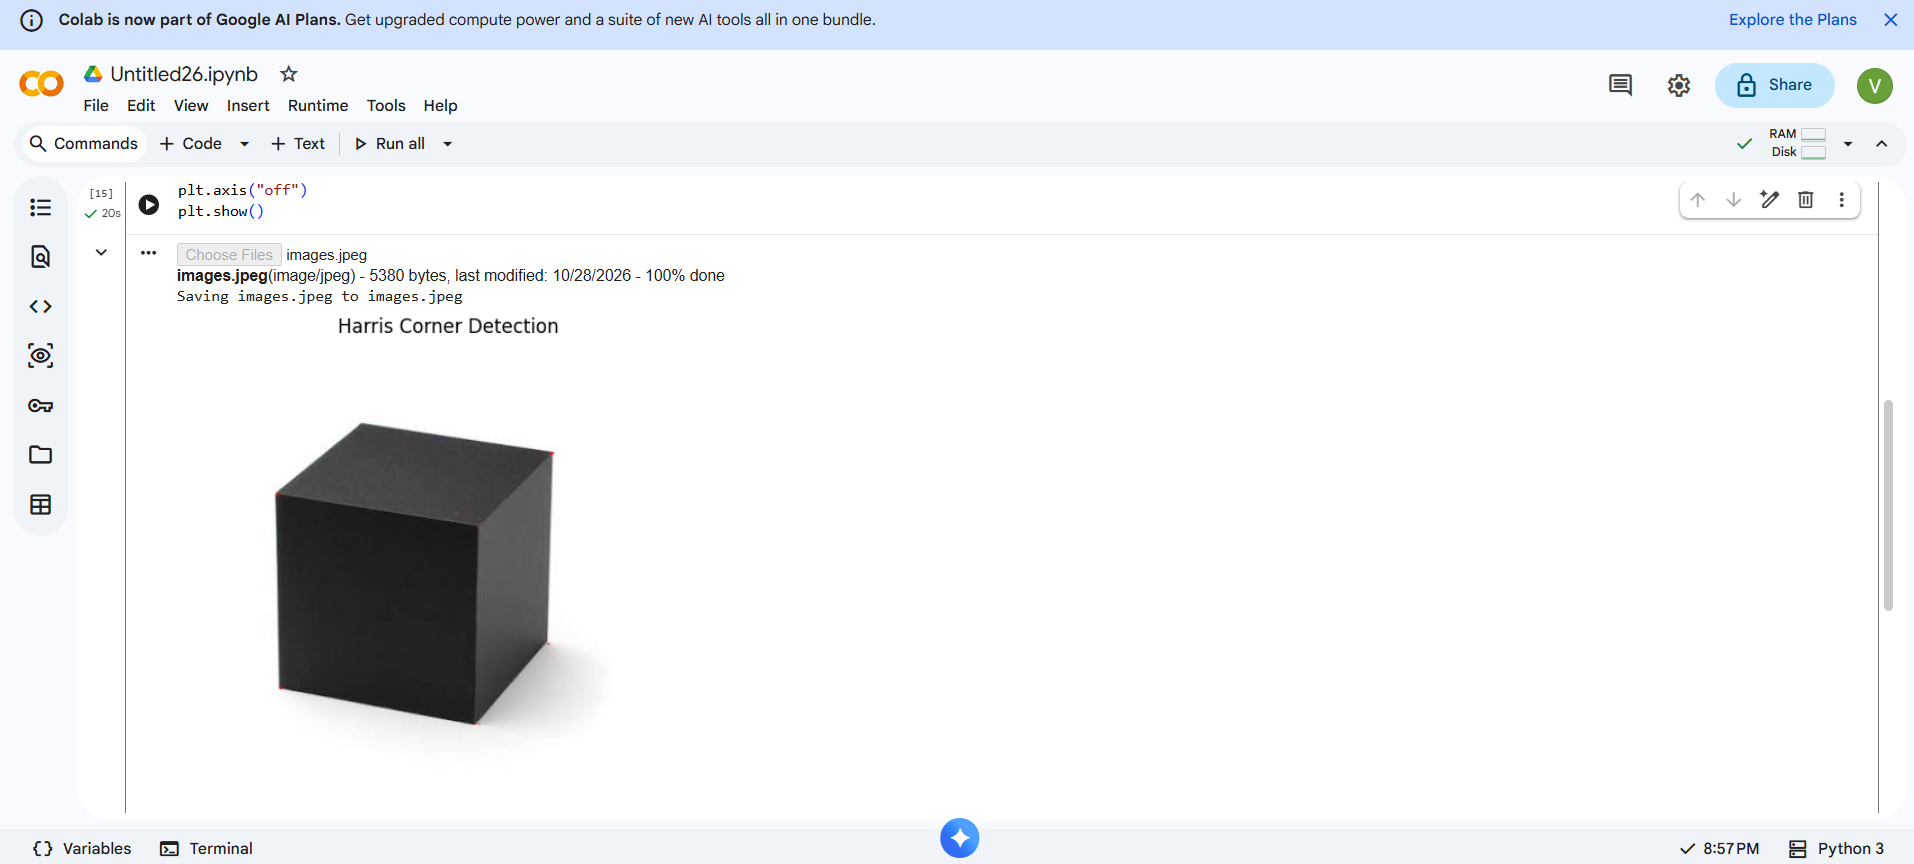 Colab is now part of Google AI Plans. Get upgraded compute power and a suite of new AI tools all in one bundle. Explore the Plans
Untitled26.ipynb
File Edit View Insert Runtime Tools Help
Share
V
Commands + Code + Text Run all
RAM
Disk
[15]
20s
plt.axis("off")
plt.show()
Choose Files images.jpeg
images.jpeg(image/jpeg) - 5380 bytes, last modified: 10/28/2026 - 100% done
Saving images.jpeg to images.jpeg
Harris Corner Detection
Variables Terminal 8:57 PM Python 3